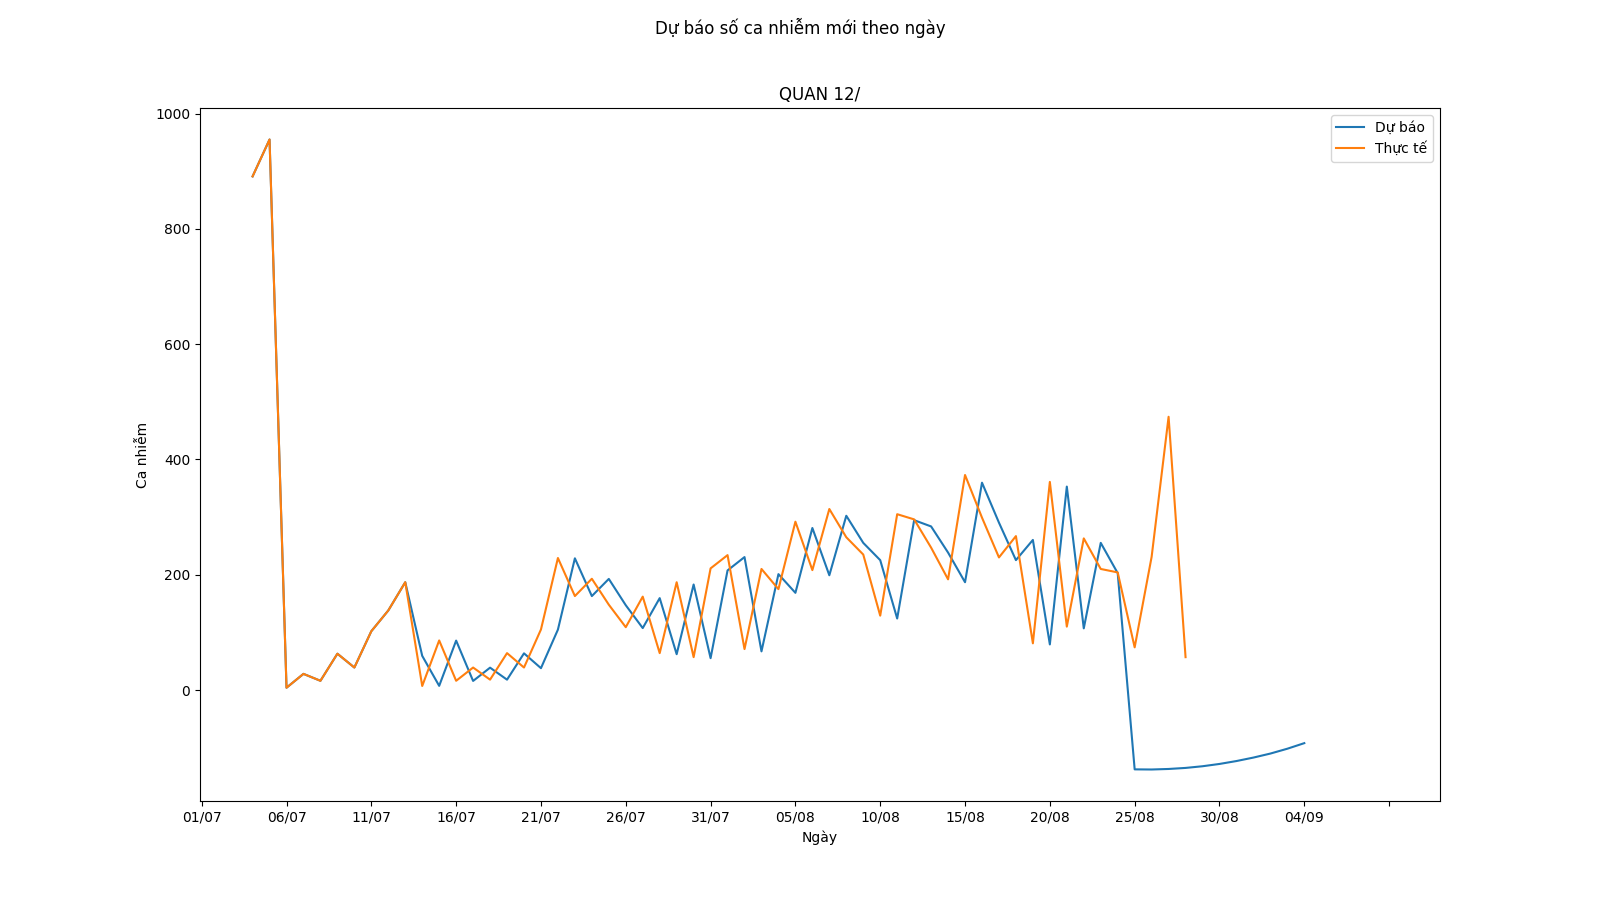 Dự báo số ca nhiễm mới theo ngày
QUAN 12/
Dự báo
Thực tế
1000
800
600
400
200
0
Ca nhiễm
01/07 06/07 11/07 16/07 21/07 26/07 31/07 05/08 10/08 15/08 20/08 25/08 30/08 04/09
Ngày